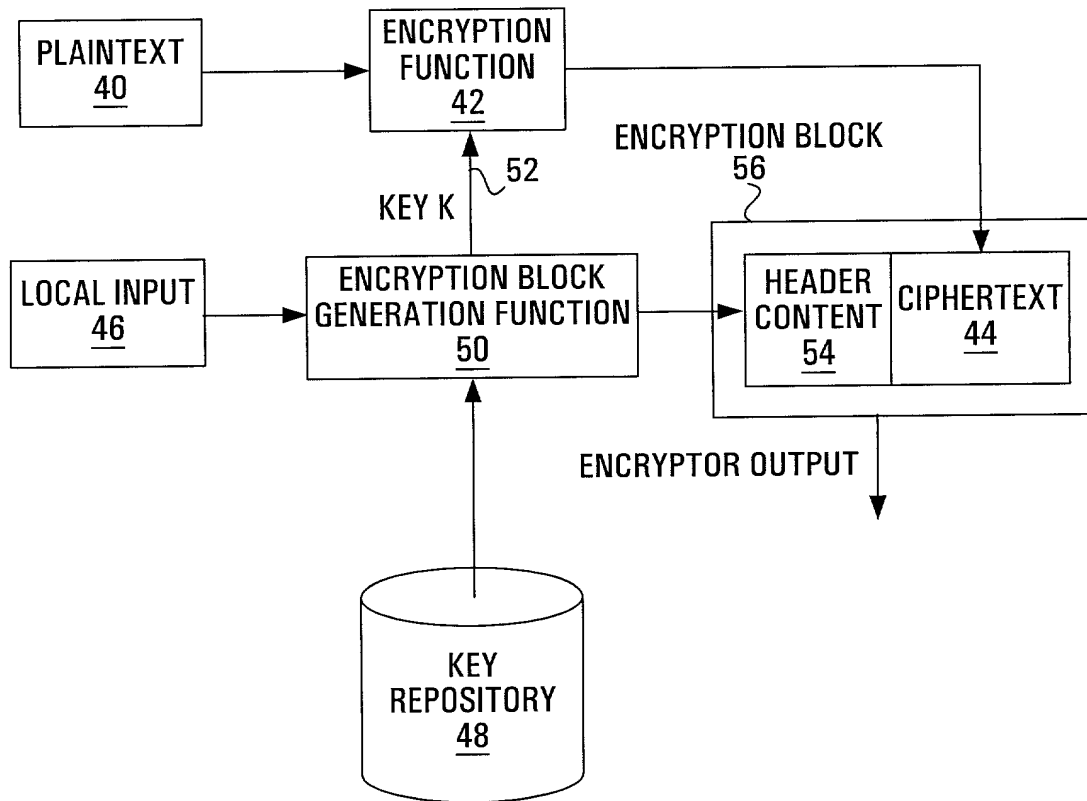 PLAINTEXT
40
ENCRYPTION
FUNCTION
42
ENCRYPTION BLOCK
56
52
KEY K
LOCAL INPUT
46
ENCRYPTION BLOCK
GENERATION FUNCTION
50
HEADER
CONTENT
54
CIPHERTEXT
44
ENCRYPTOR OUTPUT
KEY
REPOSITORY
48